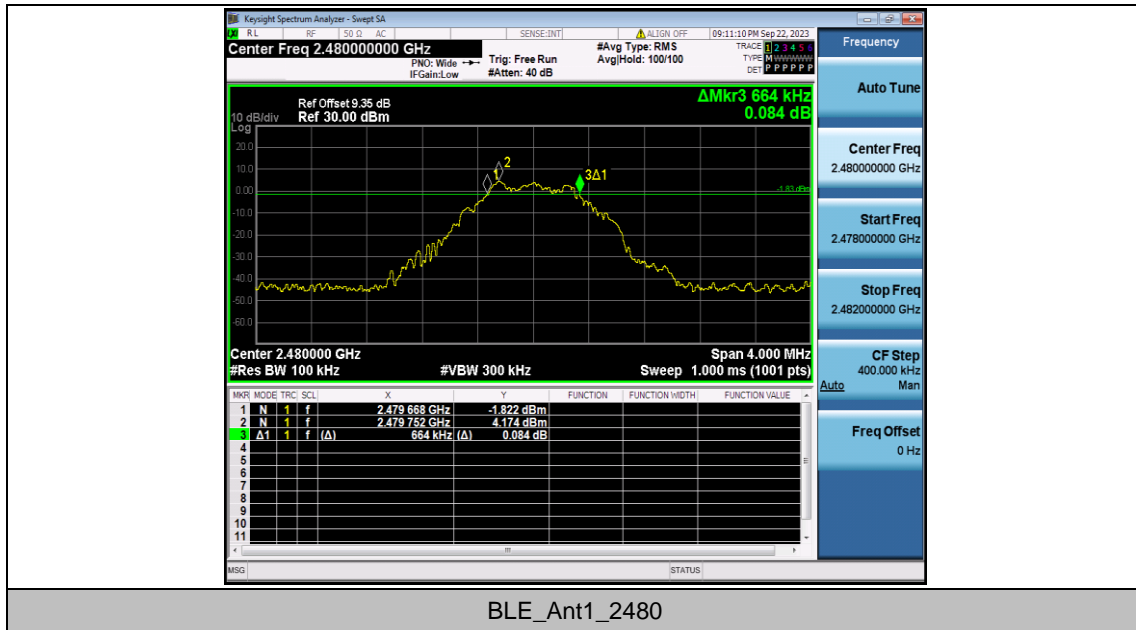 Keysight Spectrum Analyzer - Swept SA
RL RF 50 Ω AC SENSE:INT ALIGN OFF 09:11:10 PM Sep 22, 2023
Center Freq 2.480000000 GHz
PNO: Wide
IFGain:Low
Trig: Free Run
#Atten: 40 dB
#Avg Type: RMS
Avg|Hold: 100/100
TRACE 1 2 3 4 5 6
TYPE M WWWWW
DET P P P P P P
ΔMkr3 664 kHz
0.084 dB
Ref Offset 9.35 dB
10 dB/div Ref 30.00 dBm
Log
20.0
10.0
0.00
-10.0
-20.0
-30.0
-40.0
-50.0
-60.0
1
2
3Δ1
-1.83 dBm
Center 2.480000 GHz Span 4.000 MHz
#Res BW 100 kHz #VBW 300 kHz Sweep 1.000 ms (1001 pts)
MKR MODE TRC SCL X Y FUNCTION FUNCTION WIDTH FUNCTION VALUE
1 N 1 f 2.479 668 GHz -1.822 dBm
2 N 1 f 2.479 752 GHz 4.174 dBm
3 Δ1 1 f (Δ) 664 kHz (Δ) 0.084 dB
4
5
6
7
8
9
10
11
MSG STATUS
Frequency
Auto Tune
Center Freq
2.480000000 GHz
Start Freq
2.478000000 GHz
Stop Freq
2.482000000 GHz
CF Step
400.000 kHz
Auto Man
Freq Offset
0 Hz
BLE_Ant1_2480